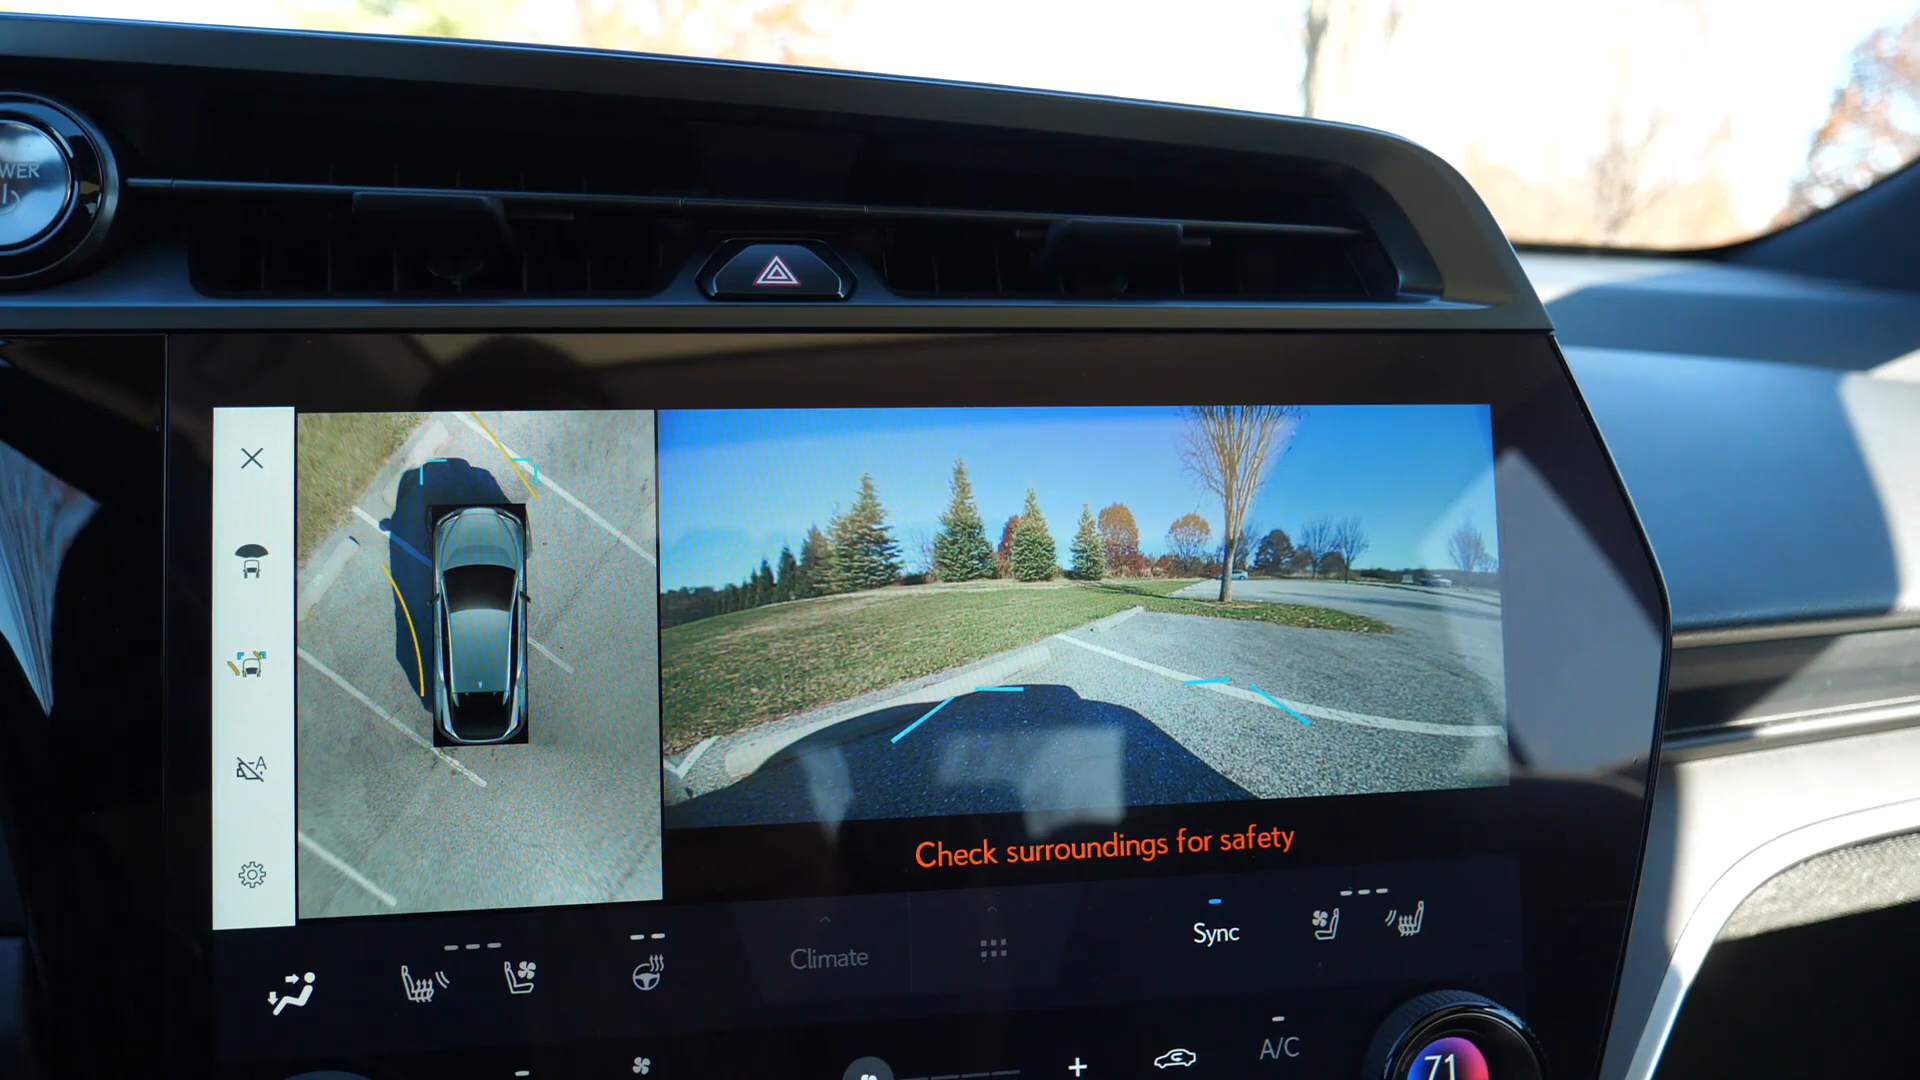 WER
A
Check surroundings for safety
Climate
Sync
A/C
71